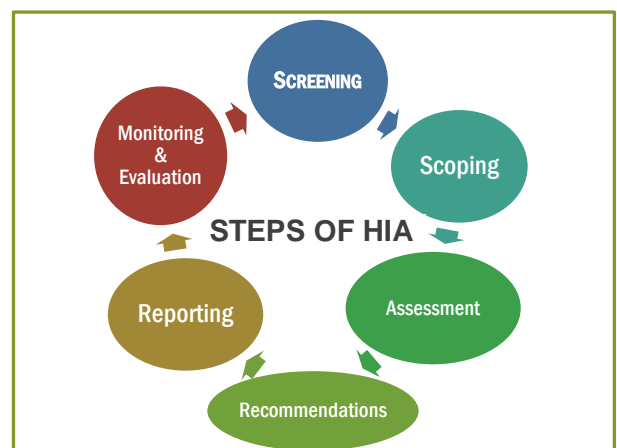 SCREENING
Scoping
Assessment
Recommendations
Reporting
Monitoring
&
Evaluation
STEPS OF HIA